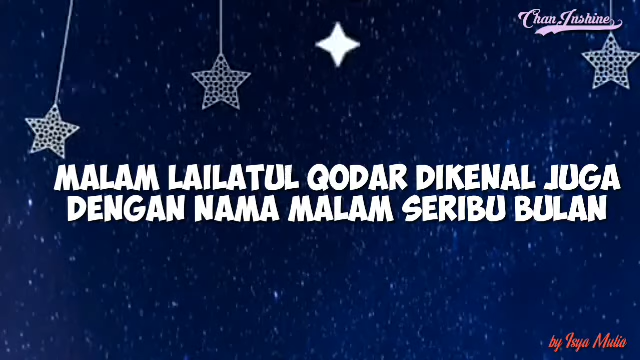 Chan Inshine
MALAM LAILATUL QODAR DIKENAL JUGA
DENGAN NAMA MALAM SERIBU BULAN
by Isya Mulia